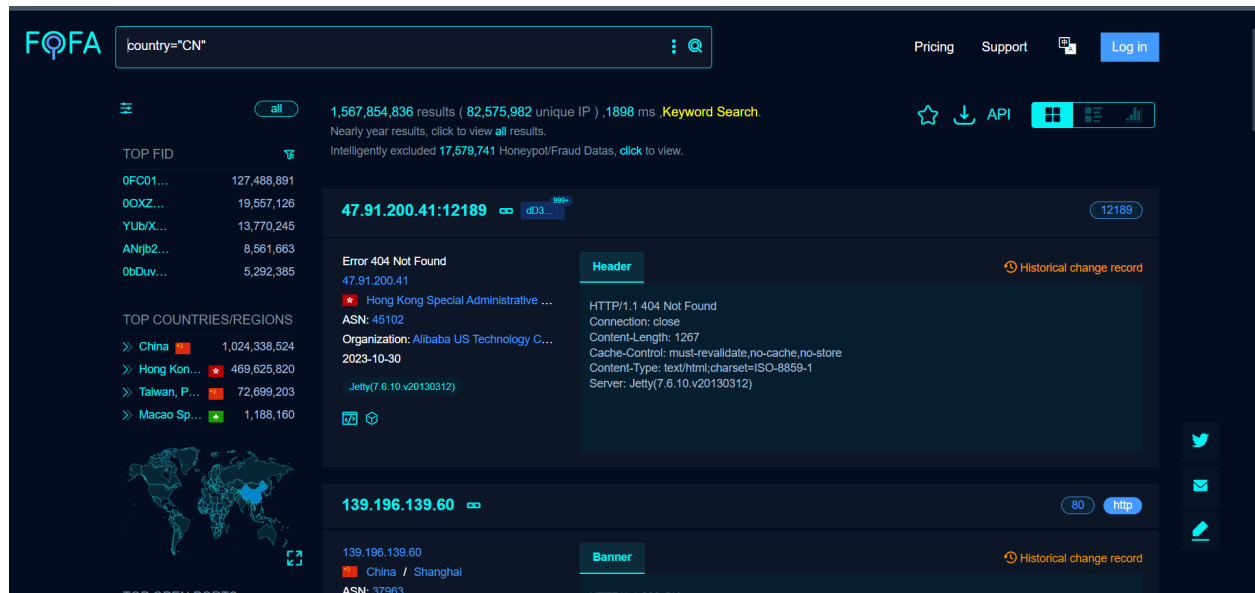 FOFA
country="CN"
Pricing
Support
中
A
Log in
all
1,567,854,836 results ( 82,575,982 unique IP ) ,1898 ms ,Keyword Search.
Nearly year results, click to view all results.
Intelligently excluded 17,579,741 Honeypot/Fraud Datas, click to view.
API
TOP FID
0FC01… 127,488,891
0OXZ… 19,557,126
YUb/X… 13,770,245
ANrjb2… 8,561,663
0bDuv… 5,292,385
TOP COUNTRIES/REGIONS
China 1,024,338,524
Hong Kon… 469,625,820
Taiwan, P… 72,699,203
Macao Sp… 1,188,160
47.91.200.41:12189 dD3… 999+
12189
Error 404 Not Found
47.91.200.41
Hong Kong Special Administrative …
ASN: 45102
Organization: Alibaba US Technology C…
2023-10-30
Jetty(7.6.10.v20130312)
Header
Historical change record
HTTP/1.1 404 Not Found
Connection: close
Content-Length: 1267
Cache-Control: must-revalidate,no-cache,no-store
Content-Type: text/html;charset=ISO-8859-1
Server: Jetty(7.6.10.v20130312)
139.196.139.60
80 http
139.196.139.60
China / Shanghai
ASN: 37963
Banner
Historical change record
TOP OPEN PORTS